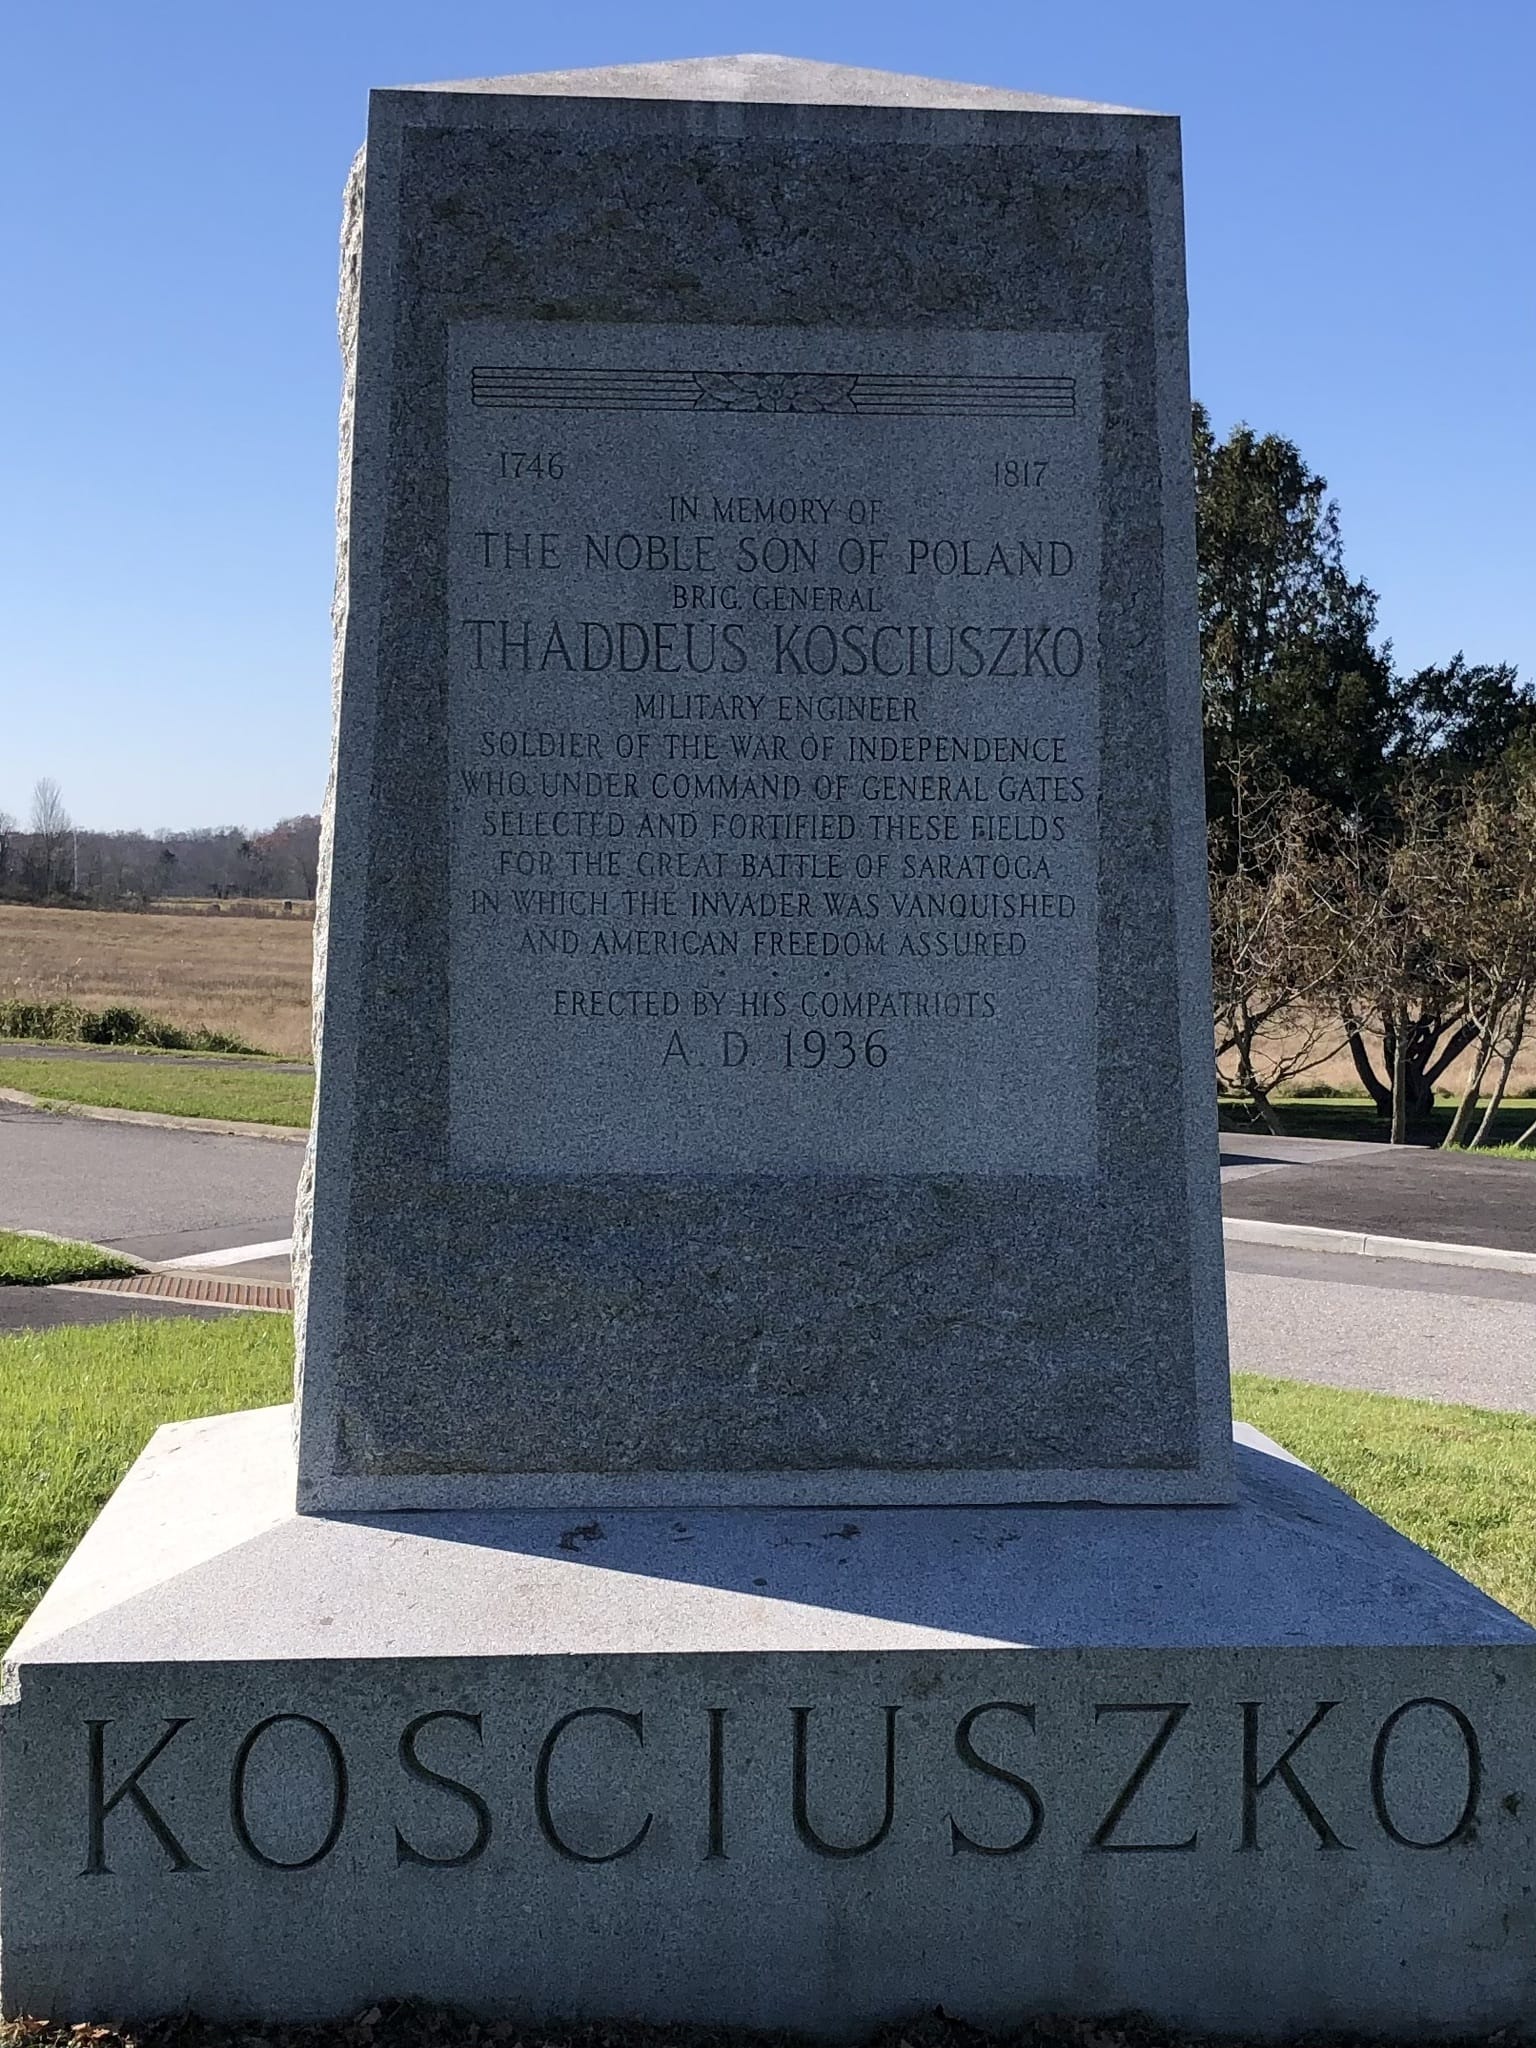 1746 1817
IN MEMORY OF
THE NOBLE SON OF POLAND
BRIG. GENERAL
THADDEUS KOSCIUSZKO
MILITARY ENGINEER
SOLDIER OF THE WAR OF INDEPENDENCE
WHO UNDER COMMAND OF GENERAL GATES
SELECTED AND FORTIFIED THESE FIELDS
FOR THE GREAT BATTLE OF SARATOGA
IN WHICH THE INVADER WAS VANQUISHED
AND AMERICAN FREEDOM ASSURED
. . .
ERECTED BY HIS COMPATRIOTS
A. D. 1936
KOSCIUSZKO